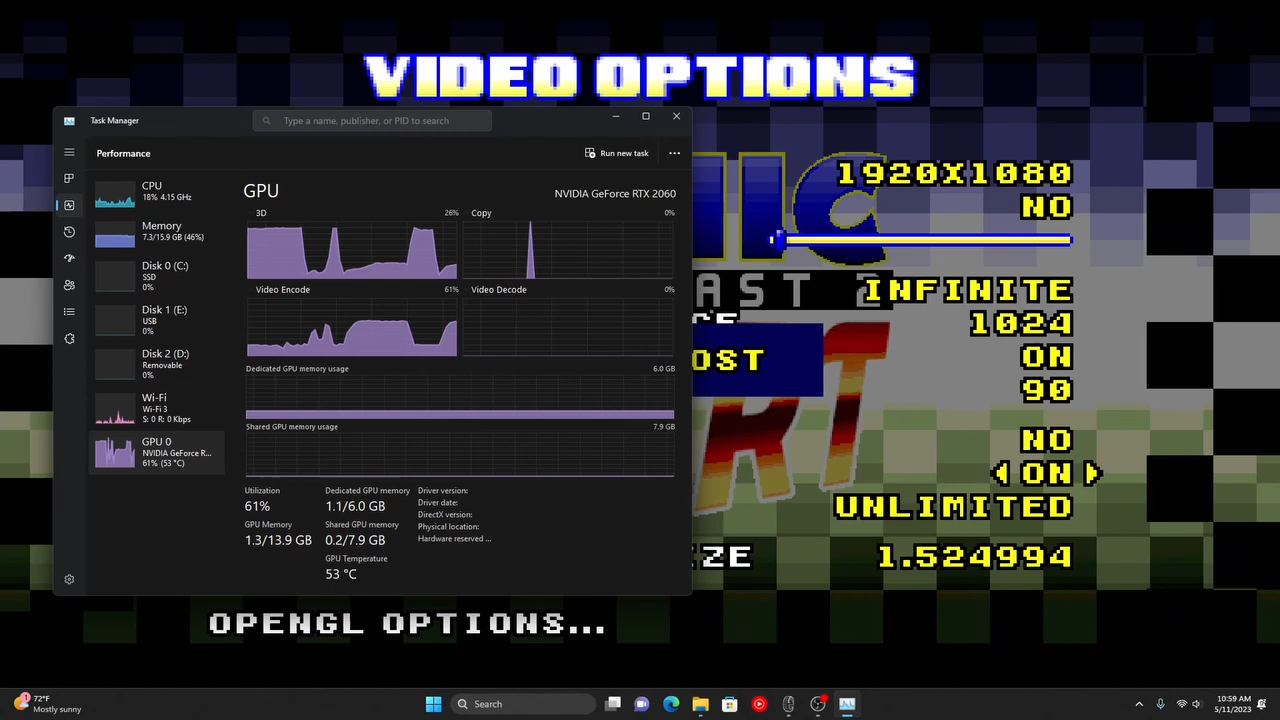 VIDEO OPTIONS
Task Manager
Type a name, publisher, or PID to search
Performance
Run new task
CPU
18% 4.15 GHz
Memory
7.3/15.9 GB (46%)
Disk 0 (C:)
SSD
0%
Disk 1 (E:)
USB
0%
Disk 2 (D:)
Removable
0%
Wi-Fi
Wi-Fi 3
S: 0 R: 0 Kbps
GPU 0
NVIDIA GeForce R...
61% (53 °C)
GPU
NVIDIA GeForce RTX 2060
3D 26%
Copy 0%
Video Encode 61%
Video Decode 0%
Dedicated GPU memory usage 6.0 GB
Shared GPU memory usage 7.9 GB
Utilization
61%
Dedicated GPU memory
1.1/6.0 GB
GPU Memory
1.3/13.9 GB
Shared GPU memory
0.2/7.9 GB
GPU Temperature
53 °C
Driver version:
Driver date:
DirectX version:
Physical location:
Hardware reserved ...
1920X1080
NO
IC
AST 2
INFINITE
1024
OST
ON
90
RT
NO
ON
UNLIMITED
ZE 1.524994
OPENGL OPTIONS...
1
72°F
Mostly sunny
Search
10:59 AM
5/11/2023